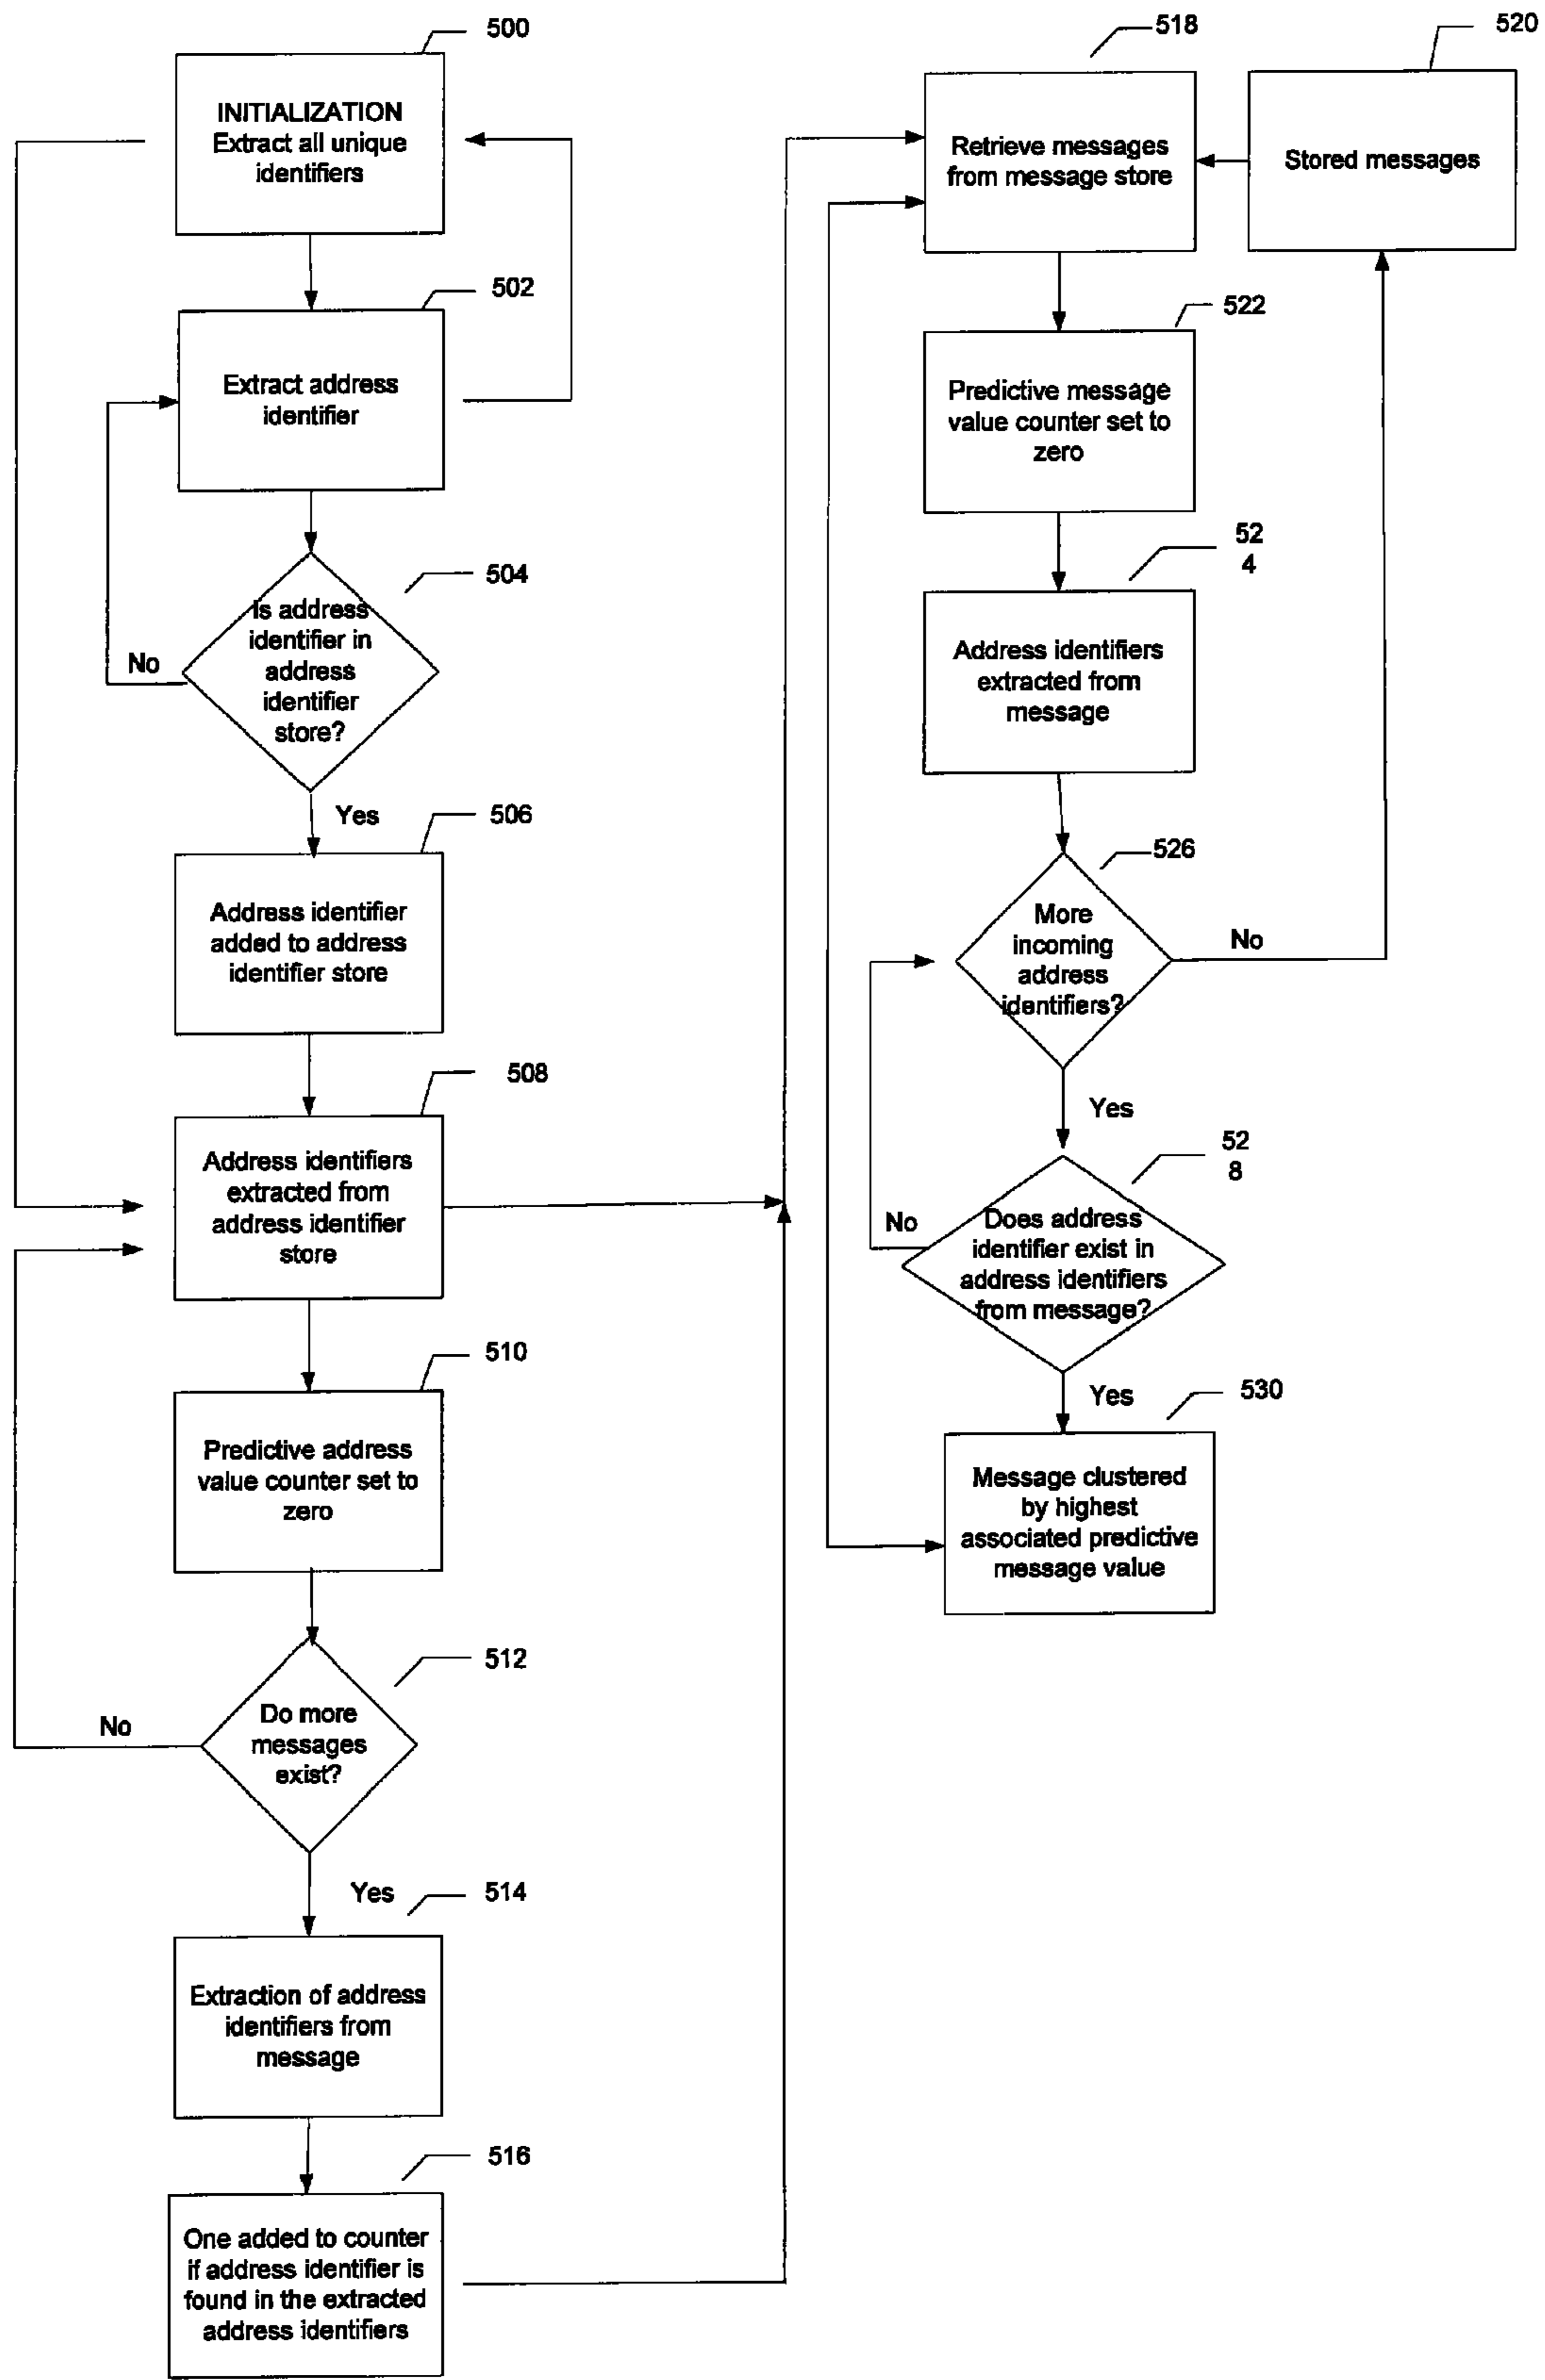 500
INITIALIZATION
Extract all unique
identifiers
502
Extract address
identifier
504
Is address
identifier in
address
identifier
store?
No
Yes
506
Address identifier
added to address
identifier store
508
Address identifiers
extracted from
address identifier
store
510
Predictive address
value counter set to
zero
512
Do more
messages
exist?
No
Yes
514
Extraction of address
identifiers from
message
516
One added to counter
if address identifier is
found in the extracted
address identifiers
518
Retrieve messages
from message store
520
Stored messages
522
Predictive message
value counter set to
zero
52
4
Address identifiers
extracted from
message
526
More
incoming
address
identifiers?
No
Yes
52
8
Does address
identifier exist in
address identifiers
from message?
No
Yes
530
Message clustered
by highest
associated predictive
message value